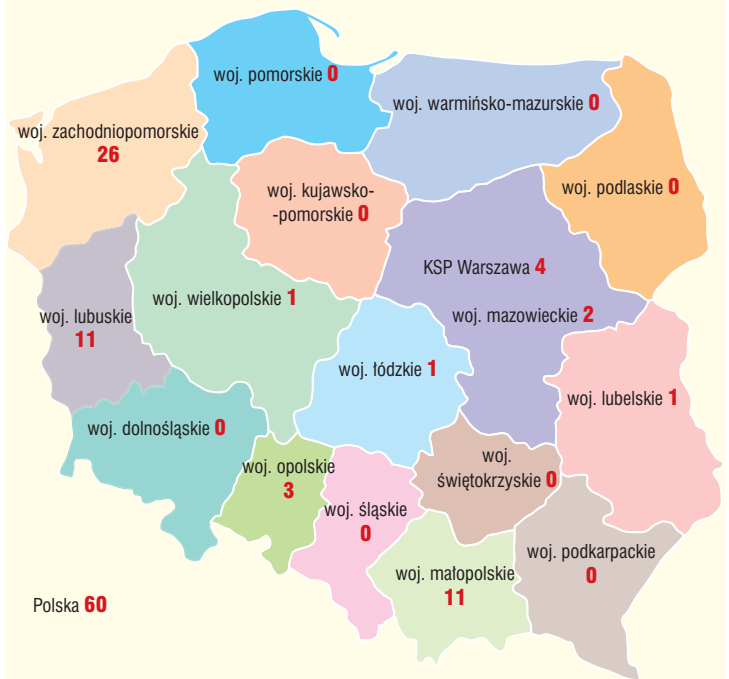 woj. pomorskie 0
woj. warmińsko-mazurskie 0
woj. zachodniopomorskie
26
woj. podlaskie 0
woj. kujawsko-
-pomorskie 0
KSP Warszawa 4
woj. wielkopolskie 1
woj. mazowieckie 2
woj. lubuskie
11
woj. łódzkie 1
woj. lubelskie 1
woj. dolnośląskie 0
woj. opolskie
3
woj.
świętokrzyskie 0
woj. śląskie
0
woj. podkarpackie
0
woj. małopolskie
11
Polska 60